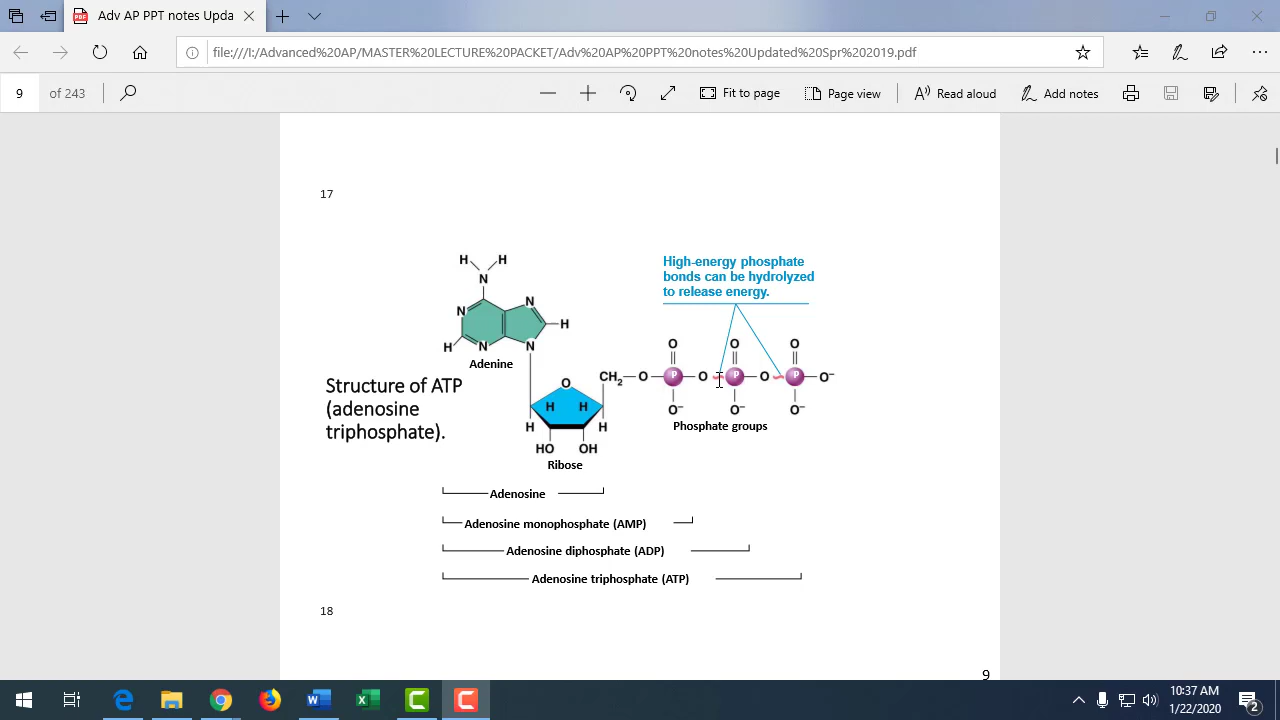 Adv AP PPT notes Upda
file:///I:/Advanced%20AP/MASTER%20LECTURE%20PACKET/Adv%20AP%20PPT%20notes%20Updated%20Spr%202019.pdf
9 of 243
Fit to page
Page view
Read aloud
Add notes
17
High-energy phosphate
bonds can be hydrolyzed
to release energy.
H H
N
N N
H
H N N
Adenine
O O O
CH2 O P O P O P O⁻
O⁻ O⁻ O⁻
Phosphate groups
Structure of ATP
(adenosine
triphosphate).
O
H H
H H
HO OH
Ribose
Adenosine
Adenosine monophosphate (AMP)
Adenosine diphosphate (ADP)
Adenosine triphosphate (ATP)
18
9
10:37 AM
1/22/2020
2